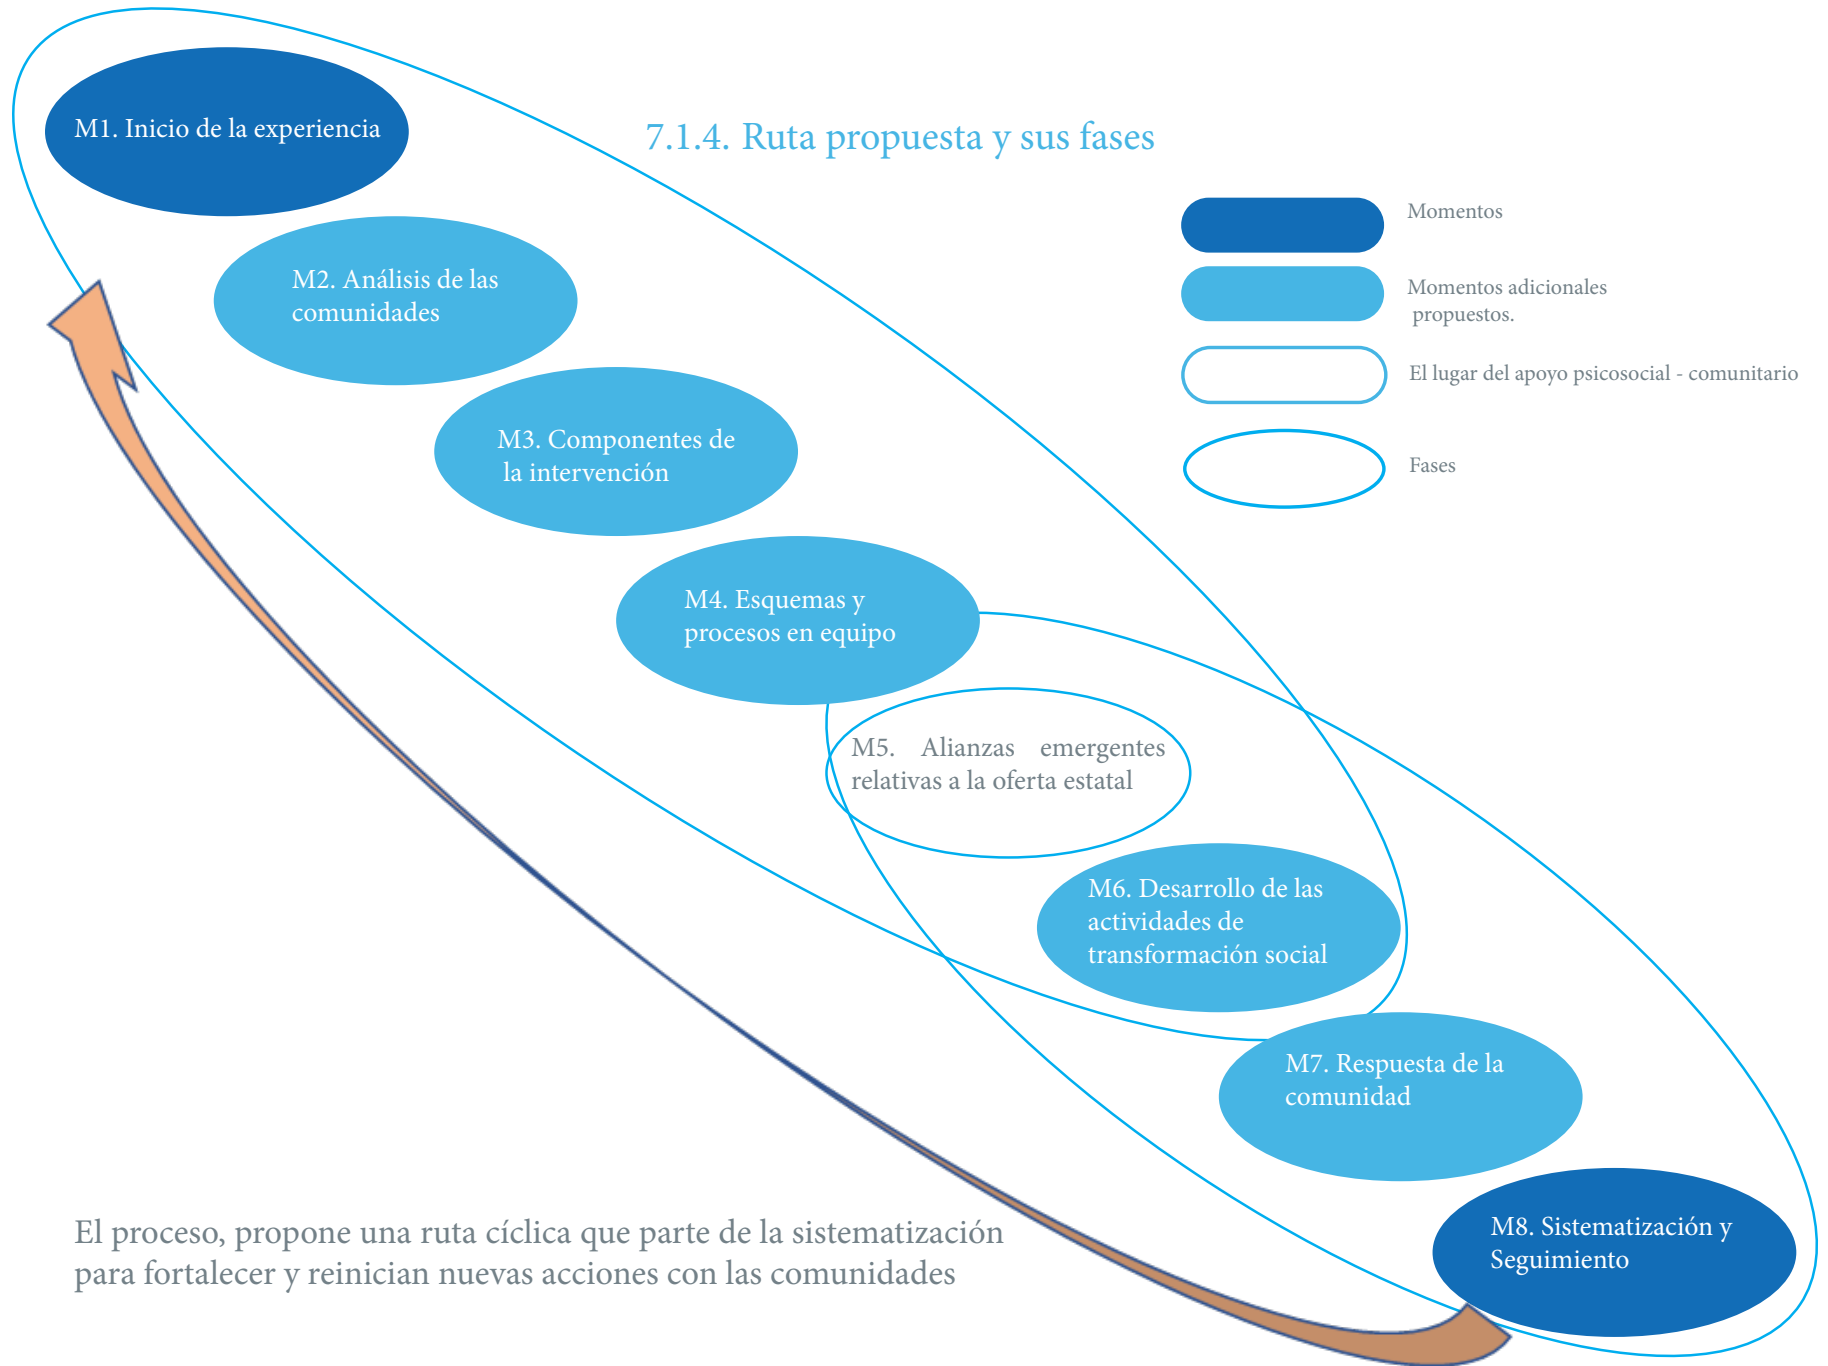 M1. Inicio de la experiencia
7.1.4. Ruta propuesta y sus fases
Momentos
Momentos adicionales
propuestos.
El lugar del apoyo psicosocial - comunitario
Fases
M2. Análisis de las
comunidades
M3. Componentes de
la intervención
M4. Esquemas y
procesos en equipo
M5. Alianzas emergentes
relativas a la oferta estatal
M6. Desarrollo de las
actividades de
transformación social
M7. Respuesta de la
comunidad
M8. Sistematización y
Seguimiento
El proceso, propone una ruta cíclica que parte de la sistematización
para fortalecer y reinician nuevas acciones con las comunidades